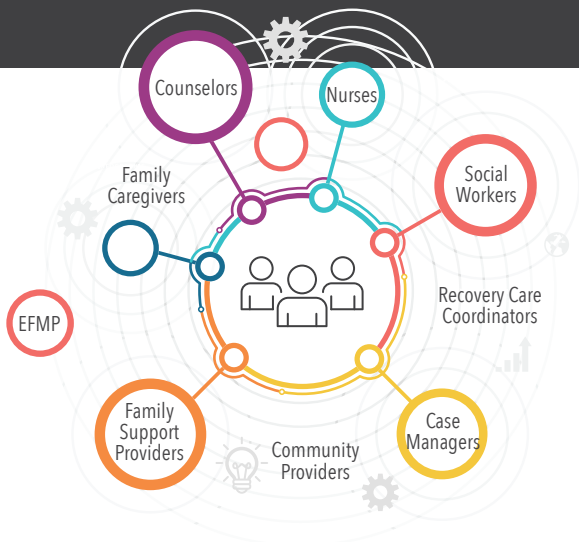 Counselors
Nurses
Family
Caregivers
Social
Workers
EFMP
Recovery Care
Coordinators
Family
Support
Providers
Community
Providers
Case
Managers